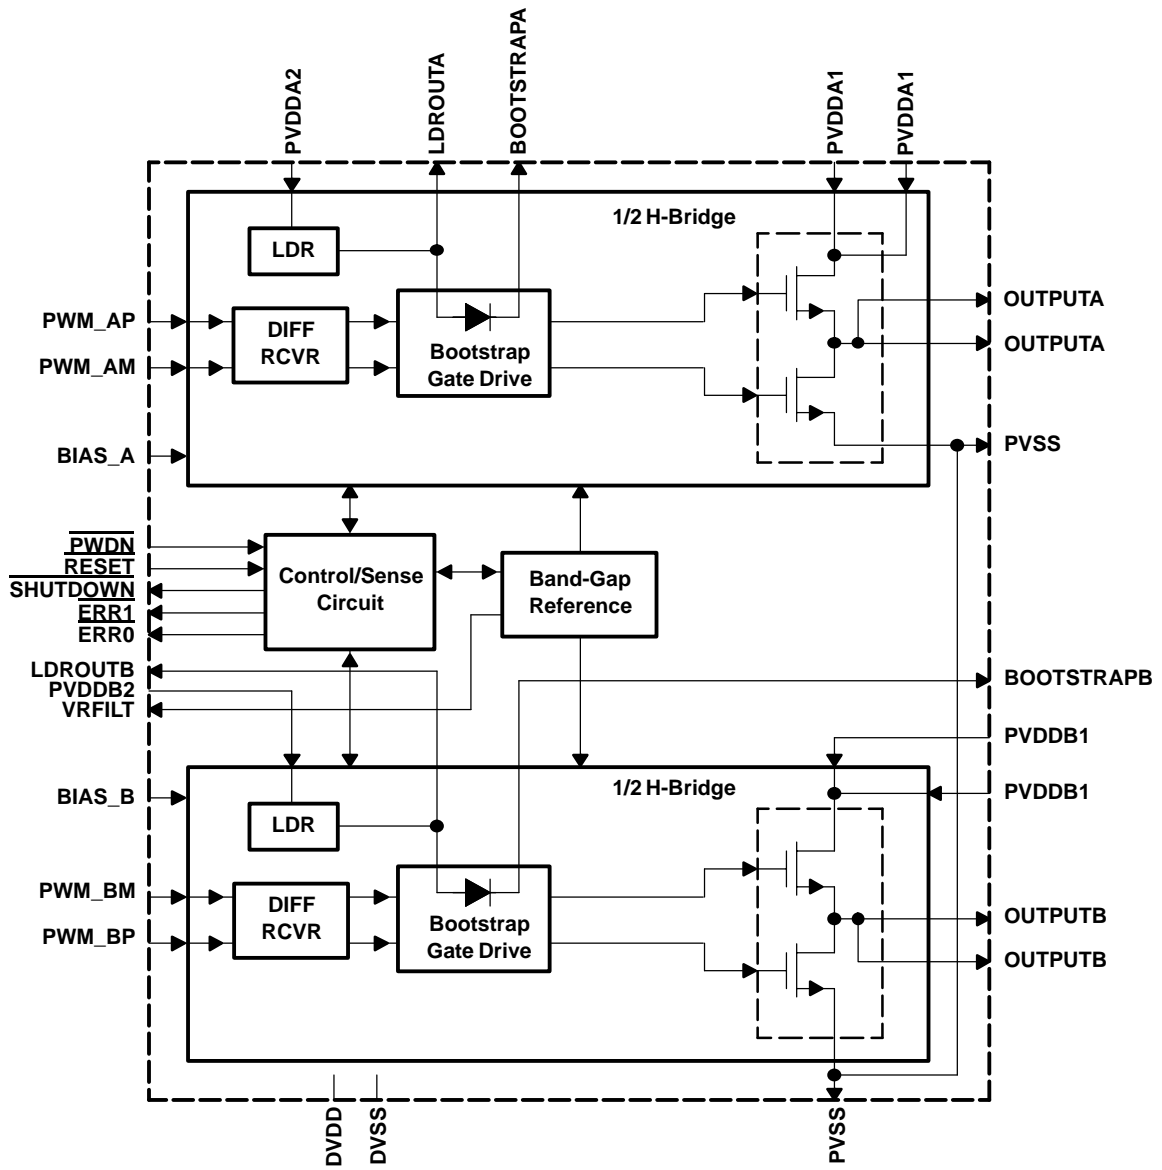 PVDDA2
LDROUTA
BOOTSTRAPA
PVDDA1
PVDDA1
1/2 H-Bridge
LDR
PWM_AP
PWM_AM
DIFF
RCVR
Bootstrap
Gate Drive
OUTPUTA
OUTPUTA
BIAS_A
PVSS
PWDN
RESET
SHUTDOWN
ERR1
ERR0
Control/Sense
Circuit
Band-Gap
Reference
LDROUTB
PVDDB2
VRFILT
BOOTSTRAPB
PVDDB1
PVDDB1
BIAS_B
1/2 H-Bridge
LDR
PWM_BM
PWM_BP
DIFF
RCVR
Bootstrap
Gate Drive
OUTPUTB
OUTPUTB
DVDD
DVSS
PVSS